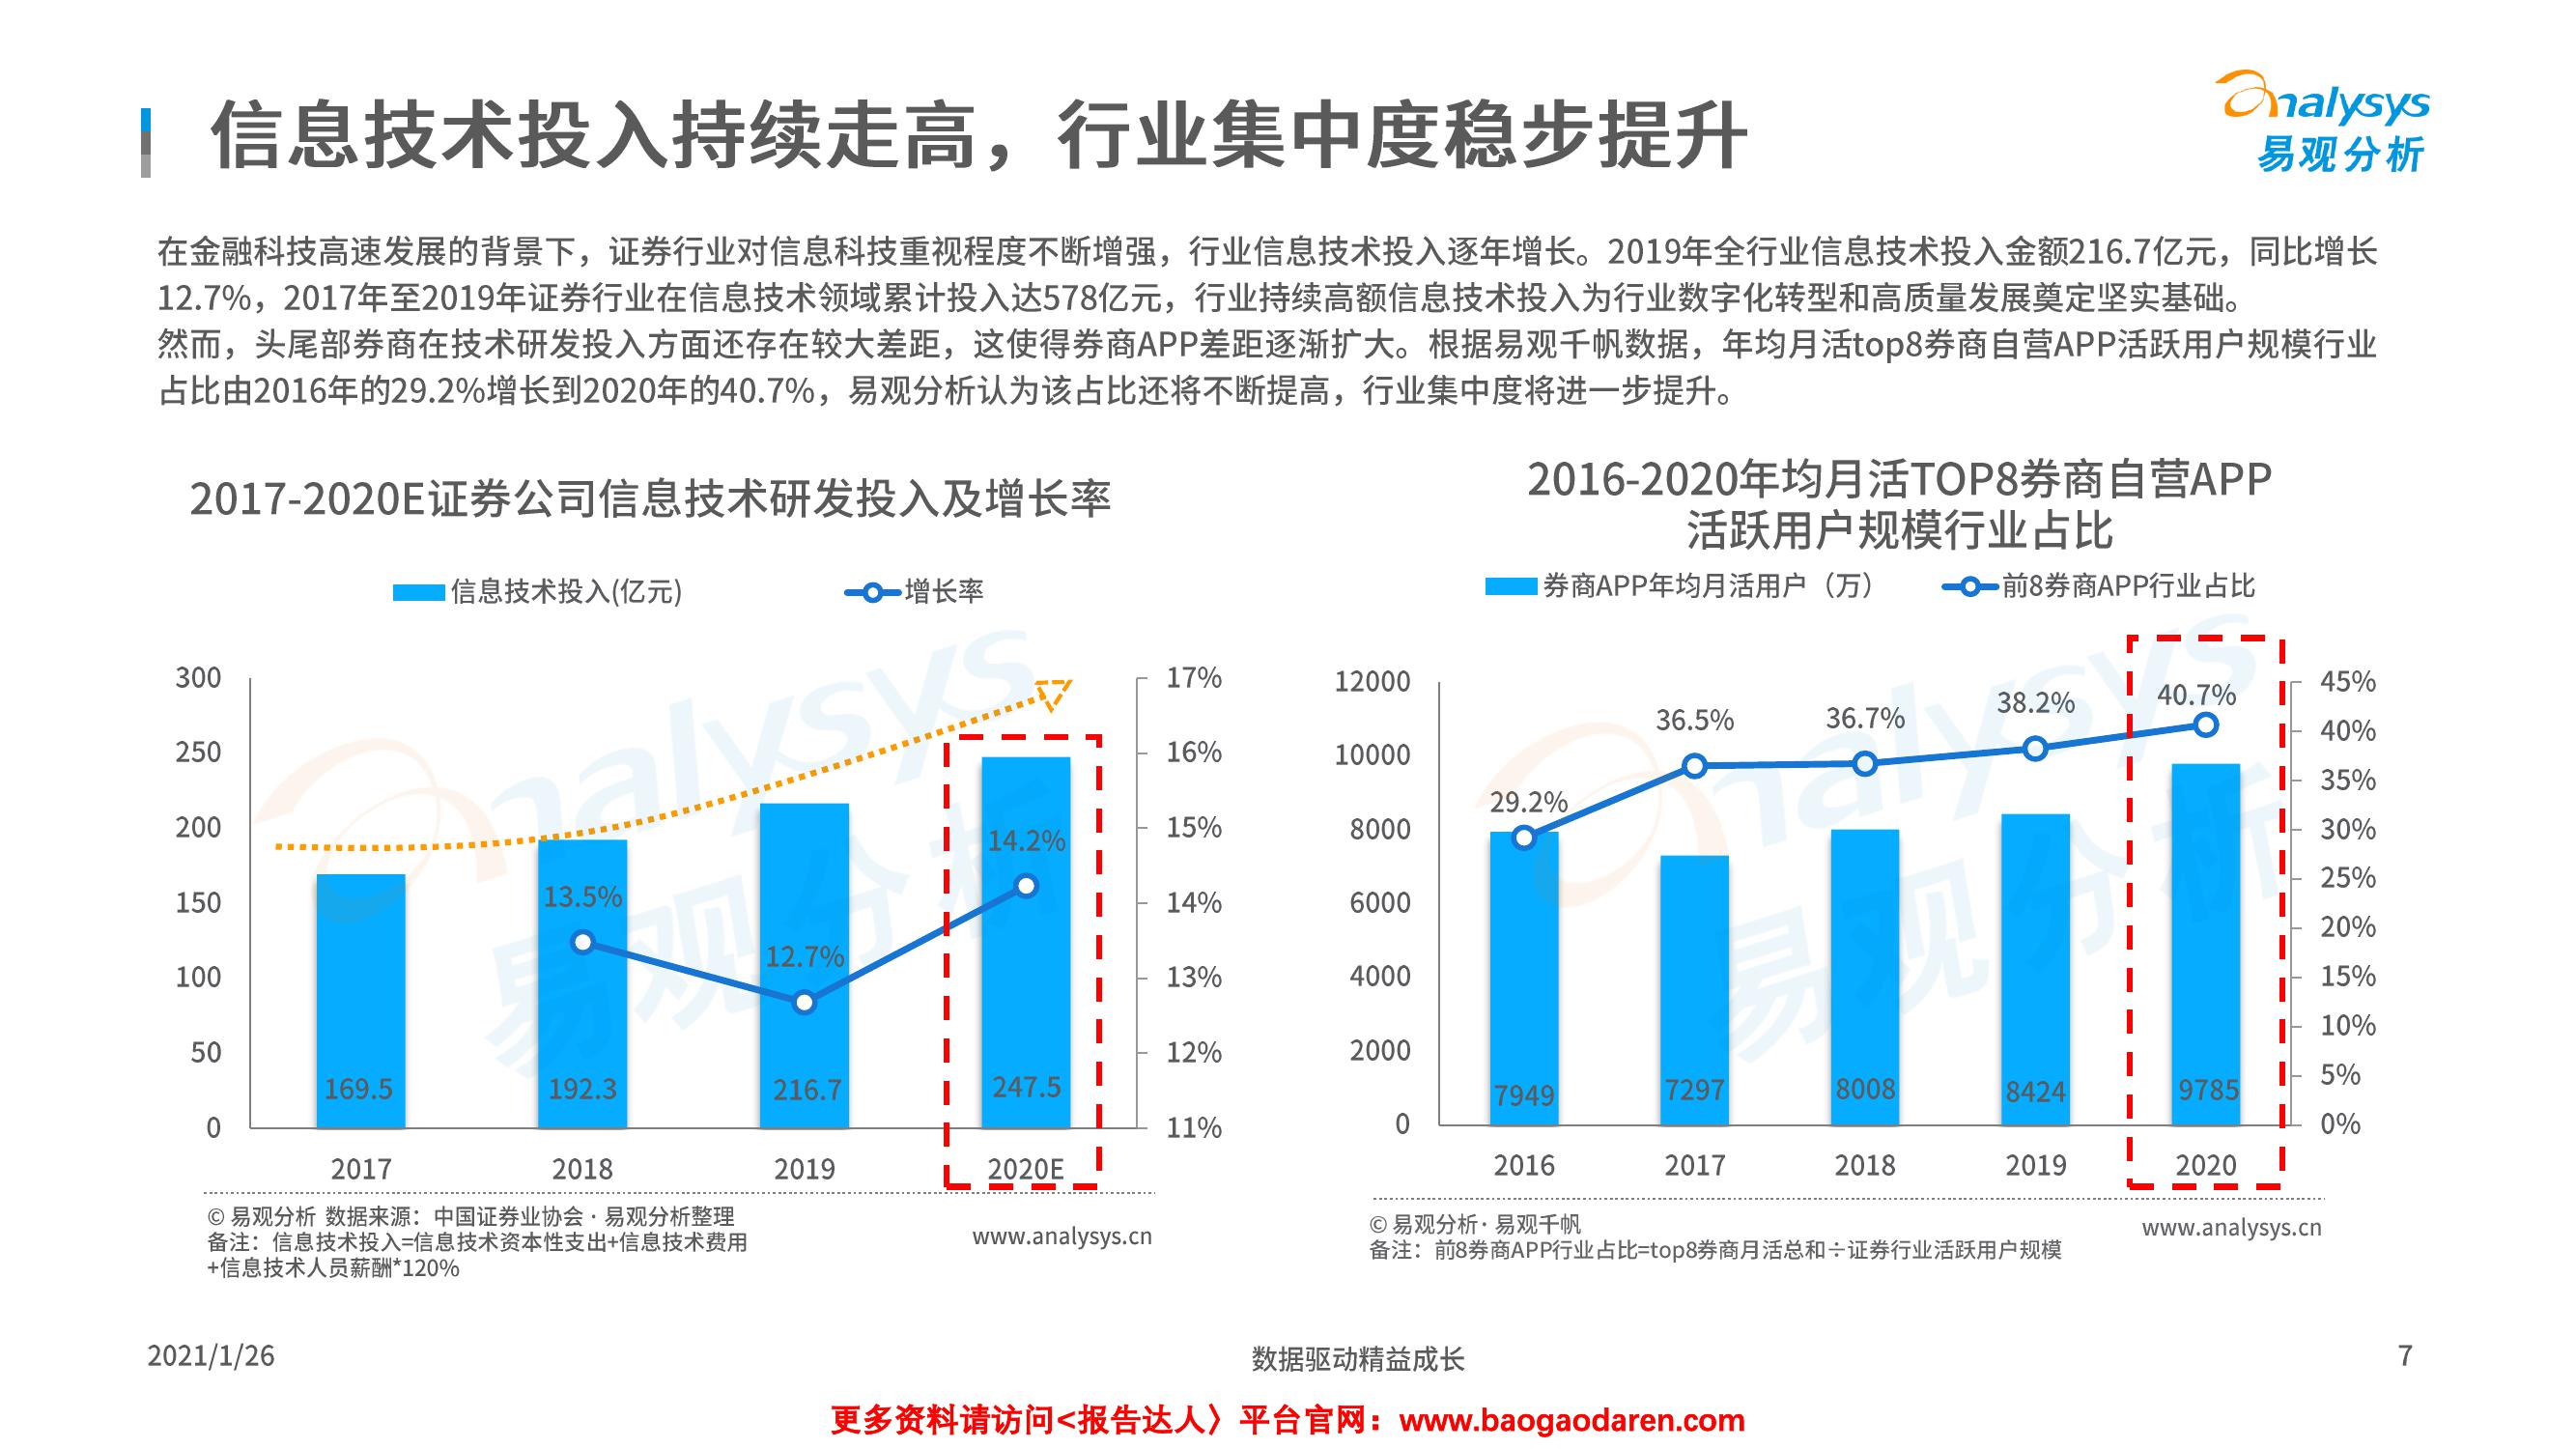 信息技术投入持续走高，行业集中度稳步提升
analysys
易观分析
在金融科技高速发展的背景下，证券行业对信息科技重视程度不断增强，行业信息技术投入逐年增长。2019年全行业信息技术投入金额216.7亿元，同比增长
12.7%，2017年至2019年证券行业在信息技术领域累计投入达578亿元，行业持续高额信息技术投入为行业数字化转型和高质量发展奠定坚实基础。
然而，头尾部券商在技术研发投入方面还存在较大差距，这使得券商APP差距逐渐扩大。根据易观千帆数据，年均月活top8券商自营APP活跃用户规模行业
占比由2016年的29.2%增长到2020年的40.7%，易观分析认为该占比还将不断提高，行业集中度将进一步提升。
2017-2020E证券公司信息技术研发投入及增长率
信息技术投入(亿元)
增长率
300
250
200
150
100
50
0
17%
16%
15%
14%
13%
12%
11%
13.5%
12.7%
14.2%
169.5
192.3
216.7
247.5
2017
2018
2019
2020E
© 易观分析 数据来源：中国证券业协会 · 易观分析整理
备注：信息技术投入=信息技术资本性支出+信息技术费用
+信息技术人员薪酬*120%
www.analysys.cn
2016-2020年均月活TOP8券商自营APP
活跃用户规模行业占比
券商APP年均月活用户（万）
前8券商APP行业占比
12000
10000
8000
6000
4000
2000
0
45%
40%
35%
30%
25%
20%
15%
10%
5%
0%
29.2%
36.5%
36.7%
38.2%
40.7%
7949
7297
8008
8424
9785
2016
2017
2018
2019
2020
© 易观分析· 易观千帆
备注：前8券商APP行业占比=top8券商月活总和÷证券行业活跃用户规模
www.analysys.cn
analysys
易观分析
analysys
易观分析
2021/1/26
数据驱动精益成长
7
更多资料请访问<报告达人〉平台官网：www.baogaodaren.com